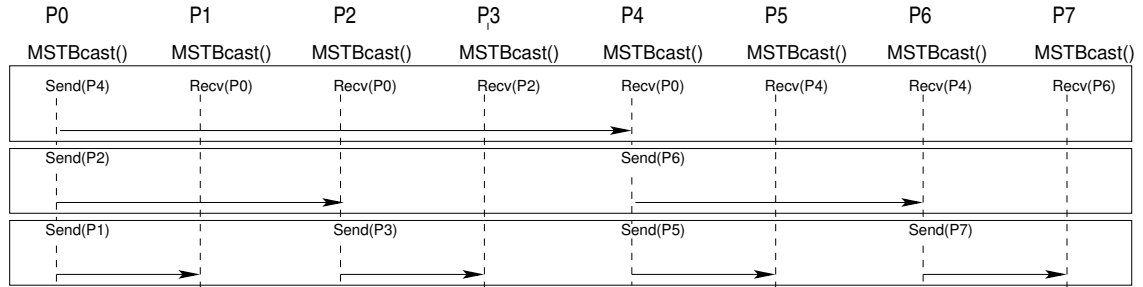 P0 P1 P2 P3 P4 P5 P6 P7
MSTBcast() MSTBcast() MSTBcast() MSTBcast() MSTBcast() MSTBcast() MSTBcast() MSTBcast()
Send(P4) Recv(P0) Recv(P0) Recv(P2) Recv(P0) Recv(P4) Recv(P4) Recv(P6)
Send(P2) Send(P6)
Send(P1) Send(P3) Send(P5) Send(P7)